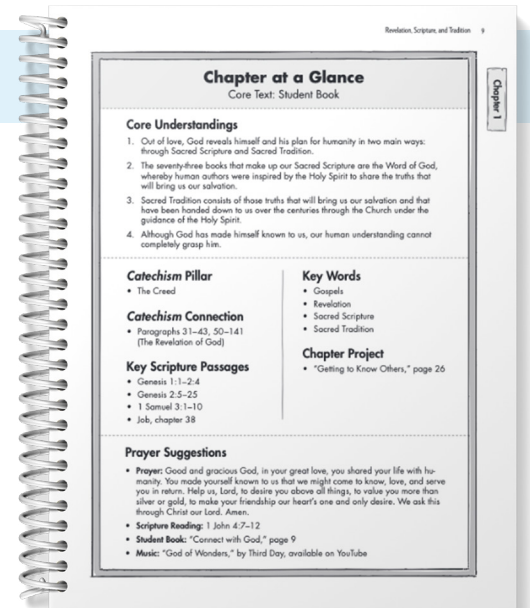 Revelation, Scripture, and Tradition 9
Chapter 1
Chapter at a Glance
Core Text: Student Book
Core Understandings
1. Out of love, God reveals himself and his plan for humanity in two main ways:
through Sacred Scripture and Sacred Tradition.
2. The seventy-three books that make up our Sacred Scripture are the Word of God,
whereby human authors were inspired by the Holy Spirit to share the truths that
will bring us our salvation.
3. Sacred Tradition consists of those truths that will bring us our salvation and that
have been handed down to us over the centuries through the Church under the
guidance of the Holy Spirit.
4. Although God has made himself known to us, our human understanding cannot
completely grasp him.
Catechism Pillar
• The Creed
Catechism Connection
• Paragraphs 31–43, 50–141
(The Revelation of God)
Key Scripture Passages
• Genesis 1:1–2:4
• Genesis 2:5–25
• 1 Samuel 3:1–10
• Job, chapter 38
Key Words
• Gospels
• Revelation
• Sacred Scripture
• Sacred Tradition
Chapter Project
• "Getting to Know Others," page 26
Prayer Suggestions
• Prayer: Good and gracious God, in your great love, you shared your life with hu-
manity. You made yourself known to us that we might come to know, love, and serve
you in return. Help us, Lord, to desire you above all things, to value you more than
silver or gold, to make your friendship our heart's one and only desire. We ask this
through Christ our Lord. Amen.
• Scripture Reading: 1 John 4:7–12
• Student Book: "Connect with God," page 9
• Music: "God of Wonders," by Third Day, available on YouTube